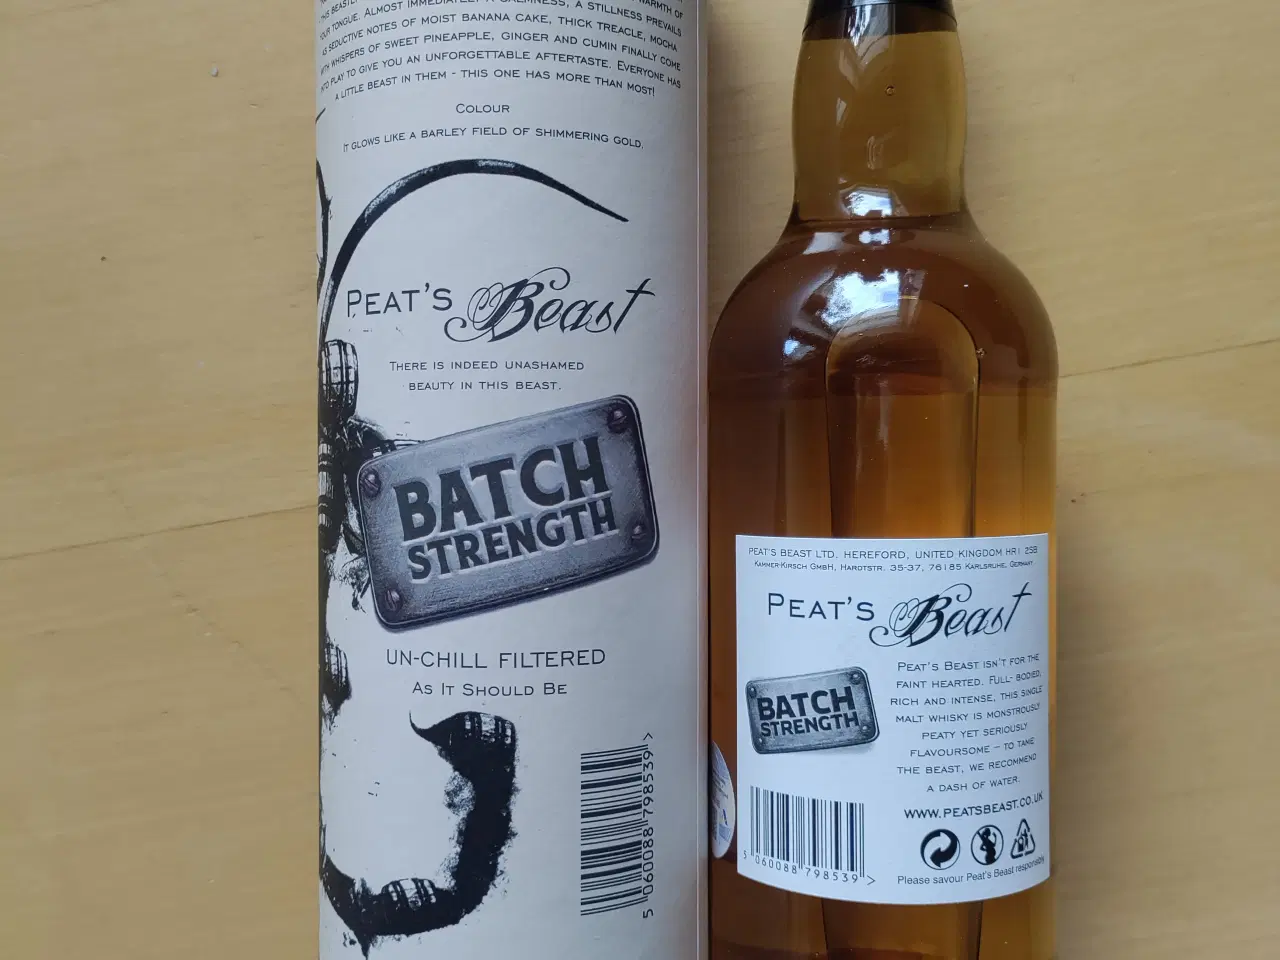 THIS BEAST
WARMTH OF
YOUR TONGUE. ALMOST IMMEDIATELY A CALMNESS, A STILLNESS PREVAILS
AS SEDUCTIVE NOTES OF MOIST BANANA CAKE, THICK TREACLE, MOCHA
WITH WHISPERS OF SWEET PINEAPPLE, GINGER AND CUMIN FINALLY COME
INTO PLAY TO GIVE YOU AN UNFORGETTABLE AFTERTASTE. EVERYONE HAS
A LITTLE BEAST IN THEM - THIS ONE HAS MORE THAN MOST!
COLOUR
IT GLOWS LIKE A BARLEY FIELD OF SHIMMERING GOLD.
PEAT'S Beast
THERE IS INDEED UNASHAMED
BEAUTY IN THIS BEAST.
BATCH
STRENGTH
UN-CHILL FILTERED
AS IT SHOULD BE
5 060088 798539 >
PEAT'S BEAST LTD. HEREFORD, UNITED KINGDOM HR1 2SB
KAMMER-KIRSCH GMBH, HARDTSTR. 35-37, 76185 KARLSRUHE, GERMANY
PEAT'S Beast
BATCH
STRENGTH
PEAT'S BEAST ISN'T FOR THE
FAINT HEARTED. FULL- BODIED,
RICH AND INTENSE, THIS SINGLE
MALT WHISKY IS MONSTROUSLY
PEATY YET SERIOUSLY
FLAVOURSOME – TO TAME
THE BEAST, WE RECOMMEND
A DASH OF WATER.
WWW.PEATSBEAST.CO.UK
5 060088 798539 >
Please savour Peat's Beast responsibly